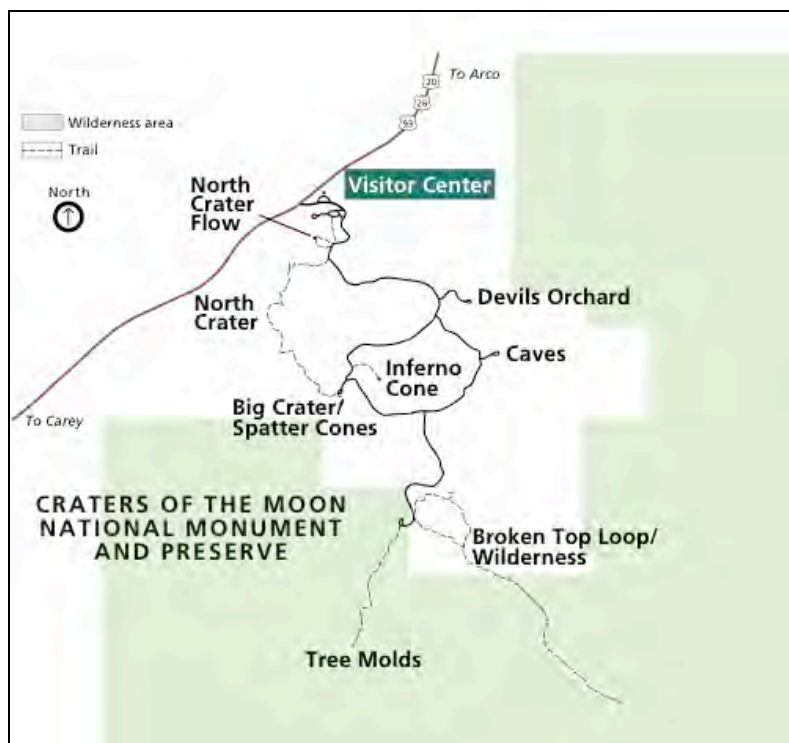 To Arco
20
26
93
Wilderness area
Trail
North
Visitor Center
North
Crater
Flow
North
Crater
Devils Orchard
Caves
Inferno
Cone
Big Crater/
Spatter Cones
To Carey
CRATERS OF THE MOON
NATIONAL MONUMENT
AND PRESERVE
Broken Top Loop/
Wilderness
Tree Molds